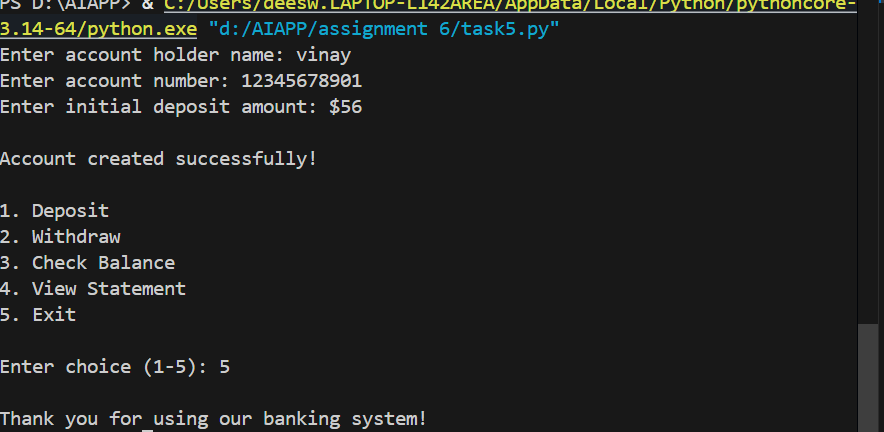 PS D:\AIAPP> & C:/Users/deesw.LAPTOP-L142AREA/AppData/Local/Python/pythoncore-
3.14-64/python.exe "d:/AIAPP/assignment 6/task5.py"
Enter account holder name: vinay
Enter account number: 12345678901
Enter initial deposit amount: $56
Account created successfully!
1. Deposit
2. Withdraw
3. Check Balance
4. View Statement
5. Exit
Enter choice (1-5): 5
Thank you for using our banking system!